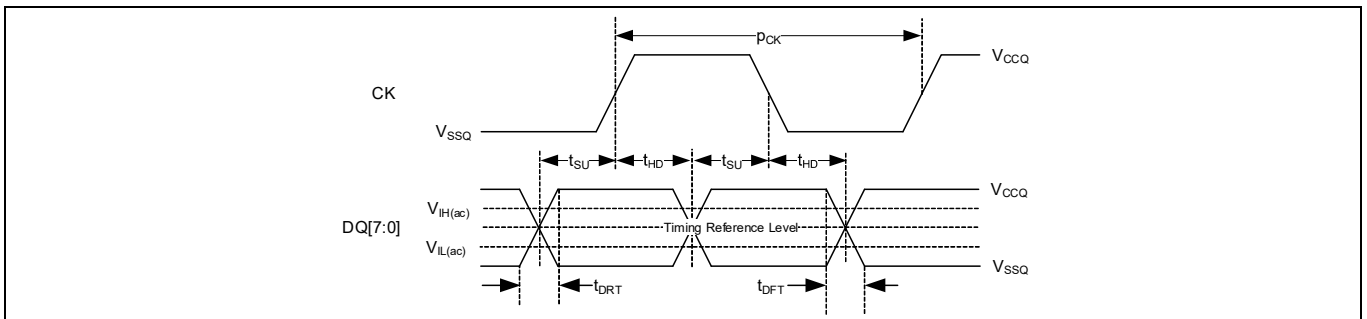 pCK
VCCQ
CK
VSSQ
tSU tHD tSU tHD
VCCQ
VIH(ac)
DQ[7:0] Timing Reference Level
VIL(ac)
VSSQ
tDRT tDFT